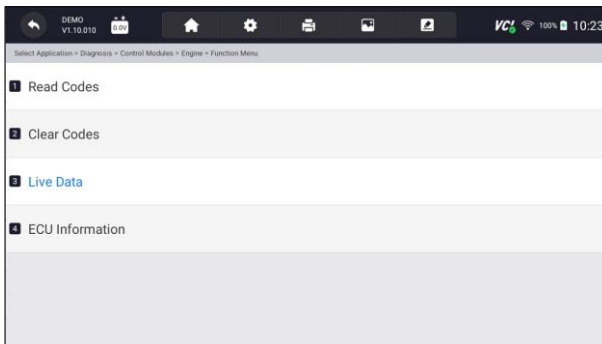 DEMO
V1.10.010
0.0V
VCI
100%
10:23
Select Application > Diagnosis > Control Modules > Engine > Function Menu
1 Read Codes
2 Clear Codes
3 Live Data
4 ECU Information